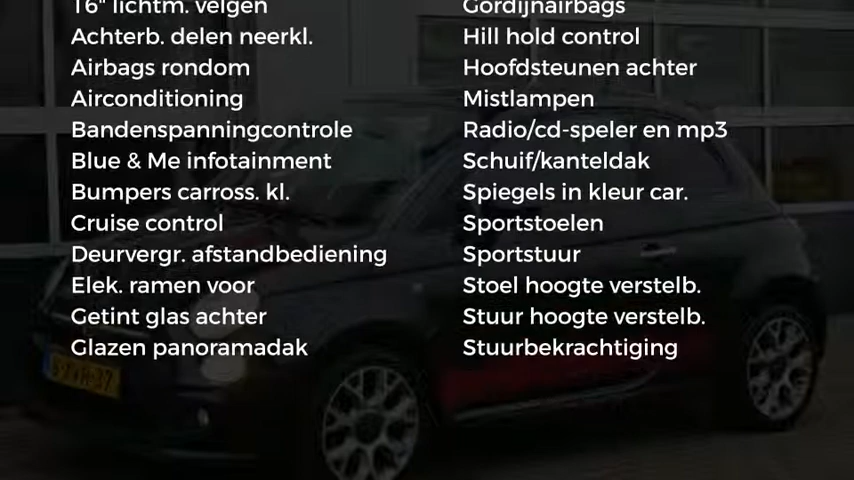 16" lichtm. velgen
Achterb. delen neerkl.
Airbags rondom
Airconditioning
Bandenspanningcontrole
Blue & Me infotainment
Bumpers carross. kl.
Cruise control
Deurvergr. afstandbediening
Elek. ramen voor
Getint glas achter
Glazen panoramadak
Gordijnairbags
Hill hold control
Hoofdsteunen achter
Mistlampen
Radio/cd-speler en mp3
Schuif/kanteldak
Spiegels in kleur car.
Sportstoelen
Sportstuur
Stoel hoogte verstelb.
Stuur hoogte verstelb.
Stuurbekrachtiging